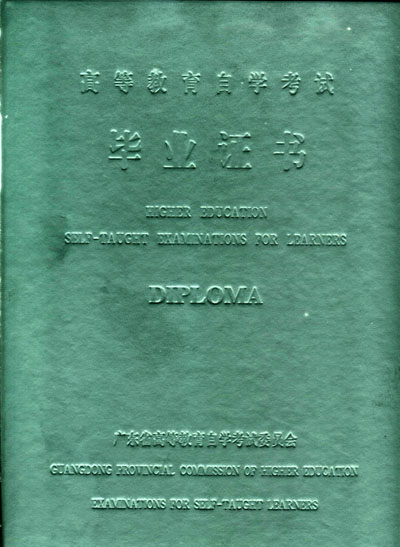 高等教育自学考试
毕业证书
HIGHER EDUCATION
SELF-TAUGHT EXAMINATIONS FOR LEARNERS
DIPLOMA
广东省高等教育自学考试委员会
GUANGDONG PROVINCIAL COMMISSION OF HIGHER EDUCATION
EXAMINATIONS FOR SELF-TAUGHT LEARNERS